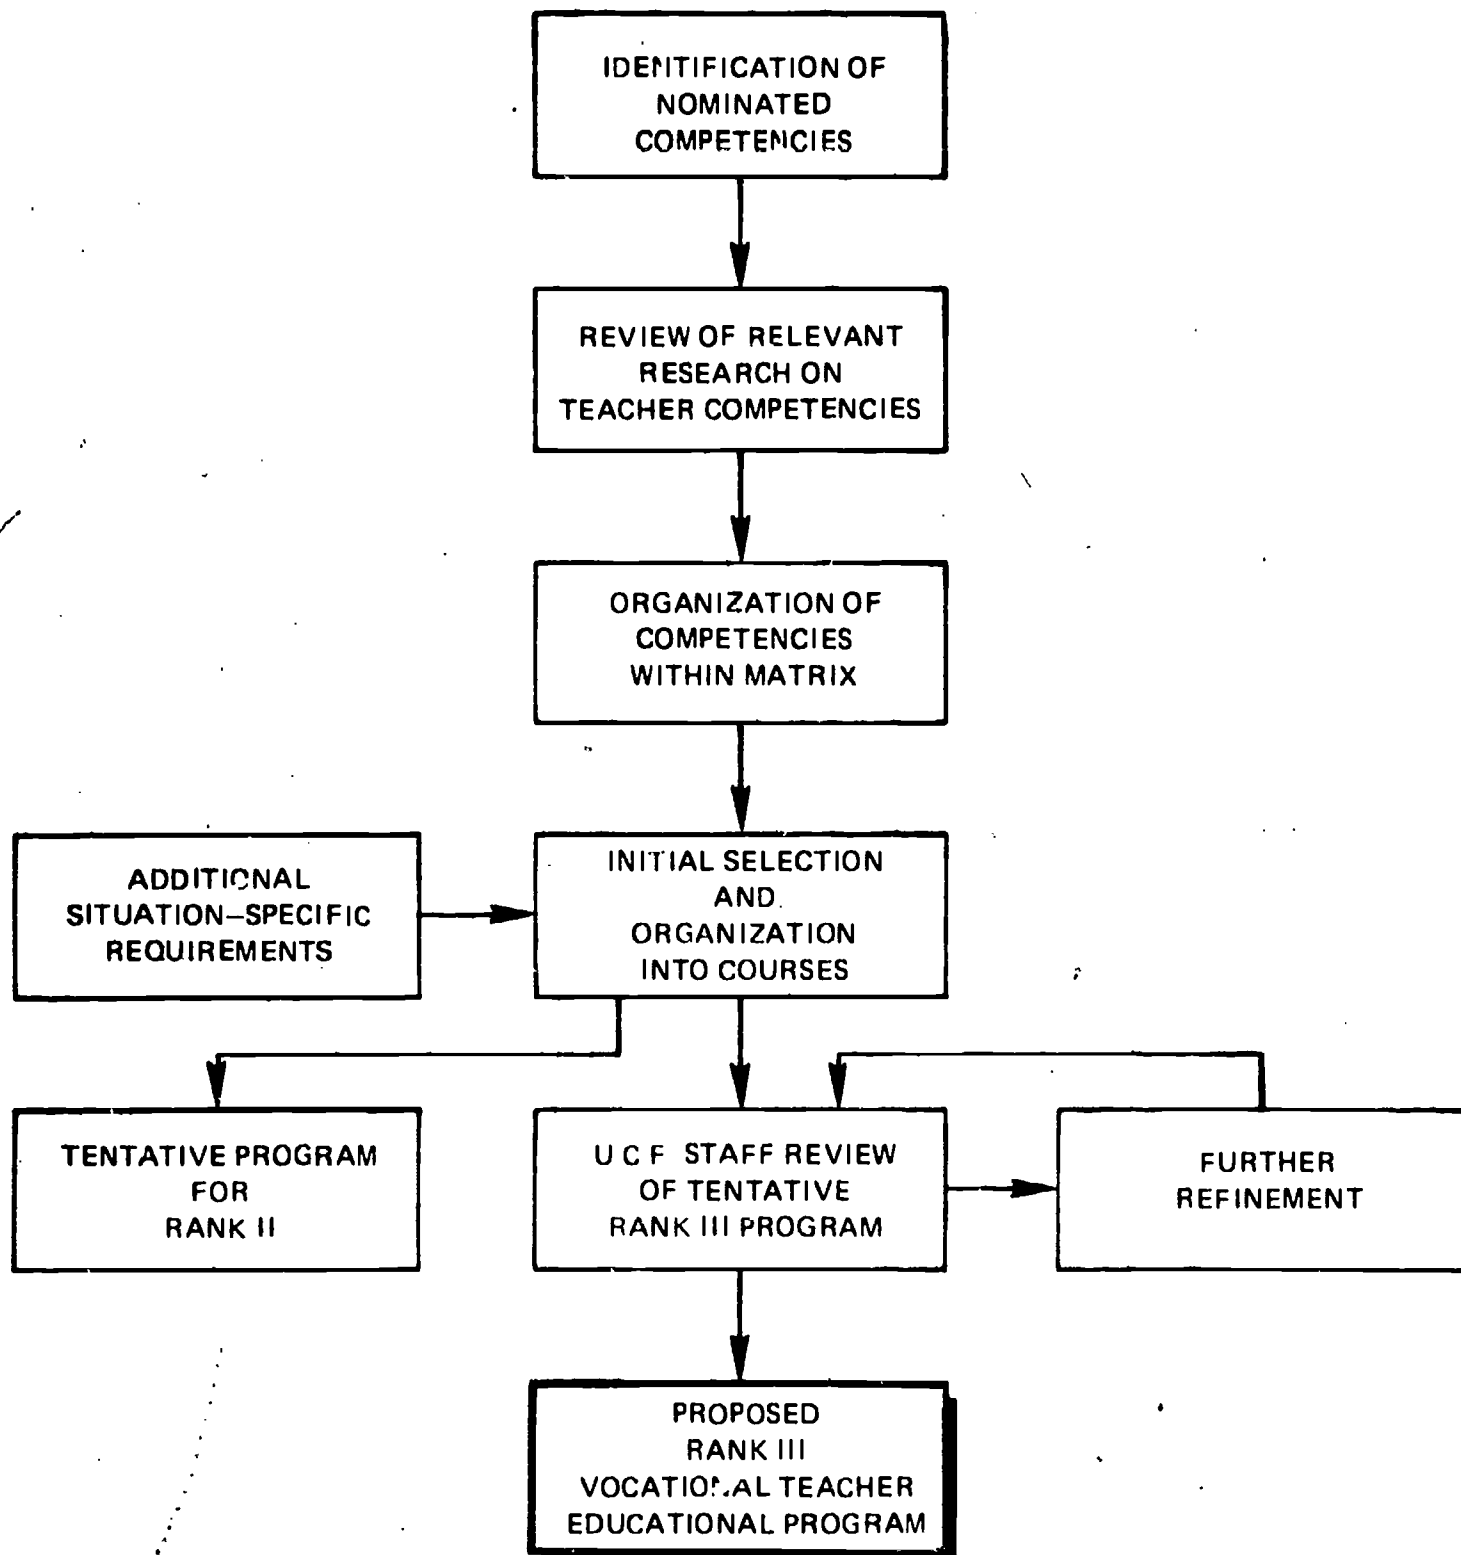 IDENTIFICATION OF
NOMINATED
COMPETENCIES
REVIEW OF RELEVANT
RESEARCH ON
TEACHER COMPETENCIES
ORGANIZATION OF
COMPETENCIES
WITHIN MATRIX
ADDITIONAL
SITUATION–SPECIFIC
REQUIREMENTS
INITIAL SELECTION
AND
ORGANIZATION
INTO COURSES
TENTATIVE PROGRAM
FOR
RANK II
U C F STAFF REVIEW
OF TENTATIVE
RANK III PROGRAM
FURTHER
REFINEMENT
PROPOSED
RANK III
VOCATIONAL TEACHER
EDUCATIONAL PROGRAM